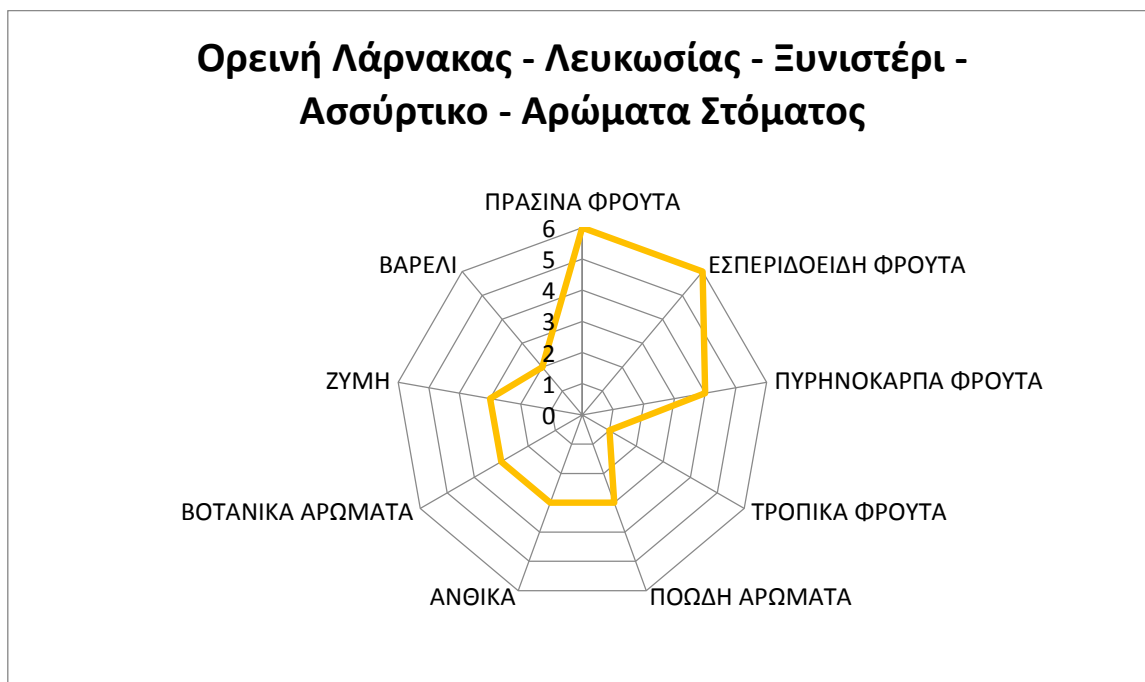 Ορεινή Λάρνακας - Λευκωσίας - Ξυνιστέρι -
Ασσύρτικο - Αρώματα Στόματος
ΠΡΑΣΙΝΑ ΦΡΟΥΤΑ
ΕΣΠΕΡΙΔΟΕΙΔΗ ΦΡΟΥΤΑ
ΠΥΡΗΝΟΚΑΡΠΑ ΦΡΟΥΤΑ
ΤΡΟΠΙΚΑ ΦΡΟΥΤΑ
ΠΟΩΔΗ ΑΡΩΜΑΤΑ
ΑΝΘΙΚΑ
ΒΟΤΑΝΙΚΑ ΑΡΩΜΑΤΑ
ΖΥΜΗ
ΒΑΡΕΛΙ
6
5
4
3
2
1
0